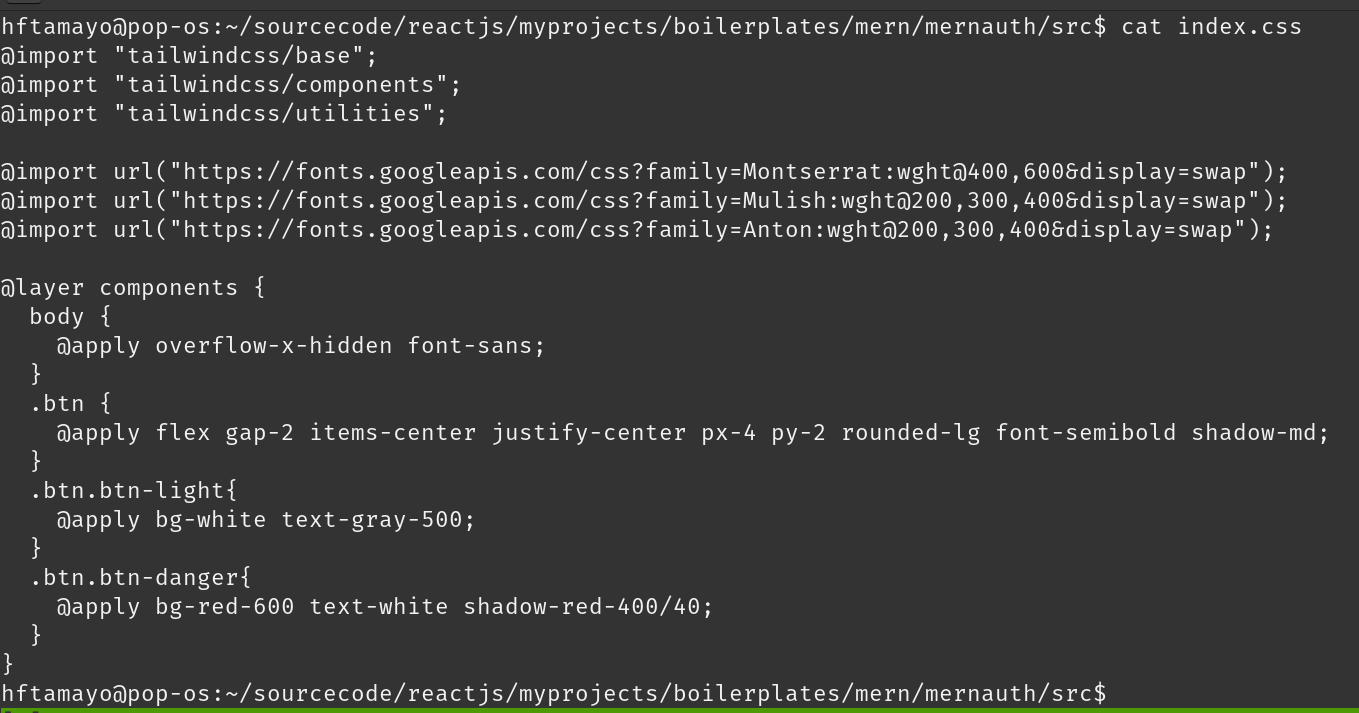 hftamayo@pop-os:~/sourcecode/reactjs/myprojects/boilerplates/mern/mernauth/src$ cat index.css
@import "tailwindcss/base";
@import "tailwindcss/components";
@import "tailwindcss/utilities";

@import url("https://fonts.googleapis.com/css?family=Montserrat:wght@400,600&display=swap");
@import url("https://fonts.googleapis.com/css?family=Mulish:wght@200,300,400&display=swap");
@import url("https://fonts.googleapis.com/css?family=Anton:wght@200,300,400&display=swap");

@layer components {
  body {
    @apply overflow-x-hidden font-sans;
  }
  .btn {
    @apply flex gap-2 items-center justify-center px-4 py-2 rounded-lg font-semibold shadow-md;
  }
  .btn.btn-light{
    @apply bg-white text-gray-500;
  }
  .btn.btn-danger{
    @apply bg-red-600 text-white shadow-red-400/40;
  }
}
hftamayo@pop-os:~/sourcecode/reactjs/myprojects/boilerplates/mern/mernauth/src$